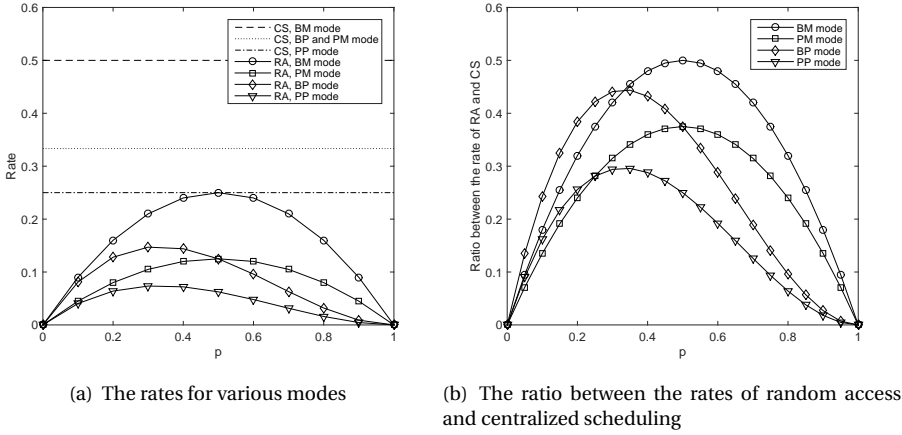 0.6
0.5
0.4
0.3
0.2
0.1
0
Rate
CS, BM mode
CS, BP and PM mode
CS, PP mode
RA, BM mode
RA, PM mode
RA, BP mode
RA, PP mode
0 0.2 0.4 0.6 0.8 1
p
(a) The rates for various modes
0.6
0.5
0.4
0.3
0.2
0.1
0
Ratio between the rate of RA and CS
BM mode
PM mode
BP mode
PP mode
0 0.2 0.4 0.6 0.8 1
p
(b) The ratio between the rates of random access
and centralized scheduling